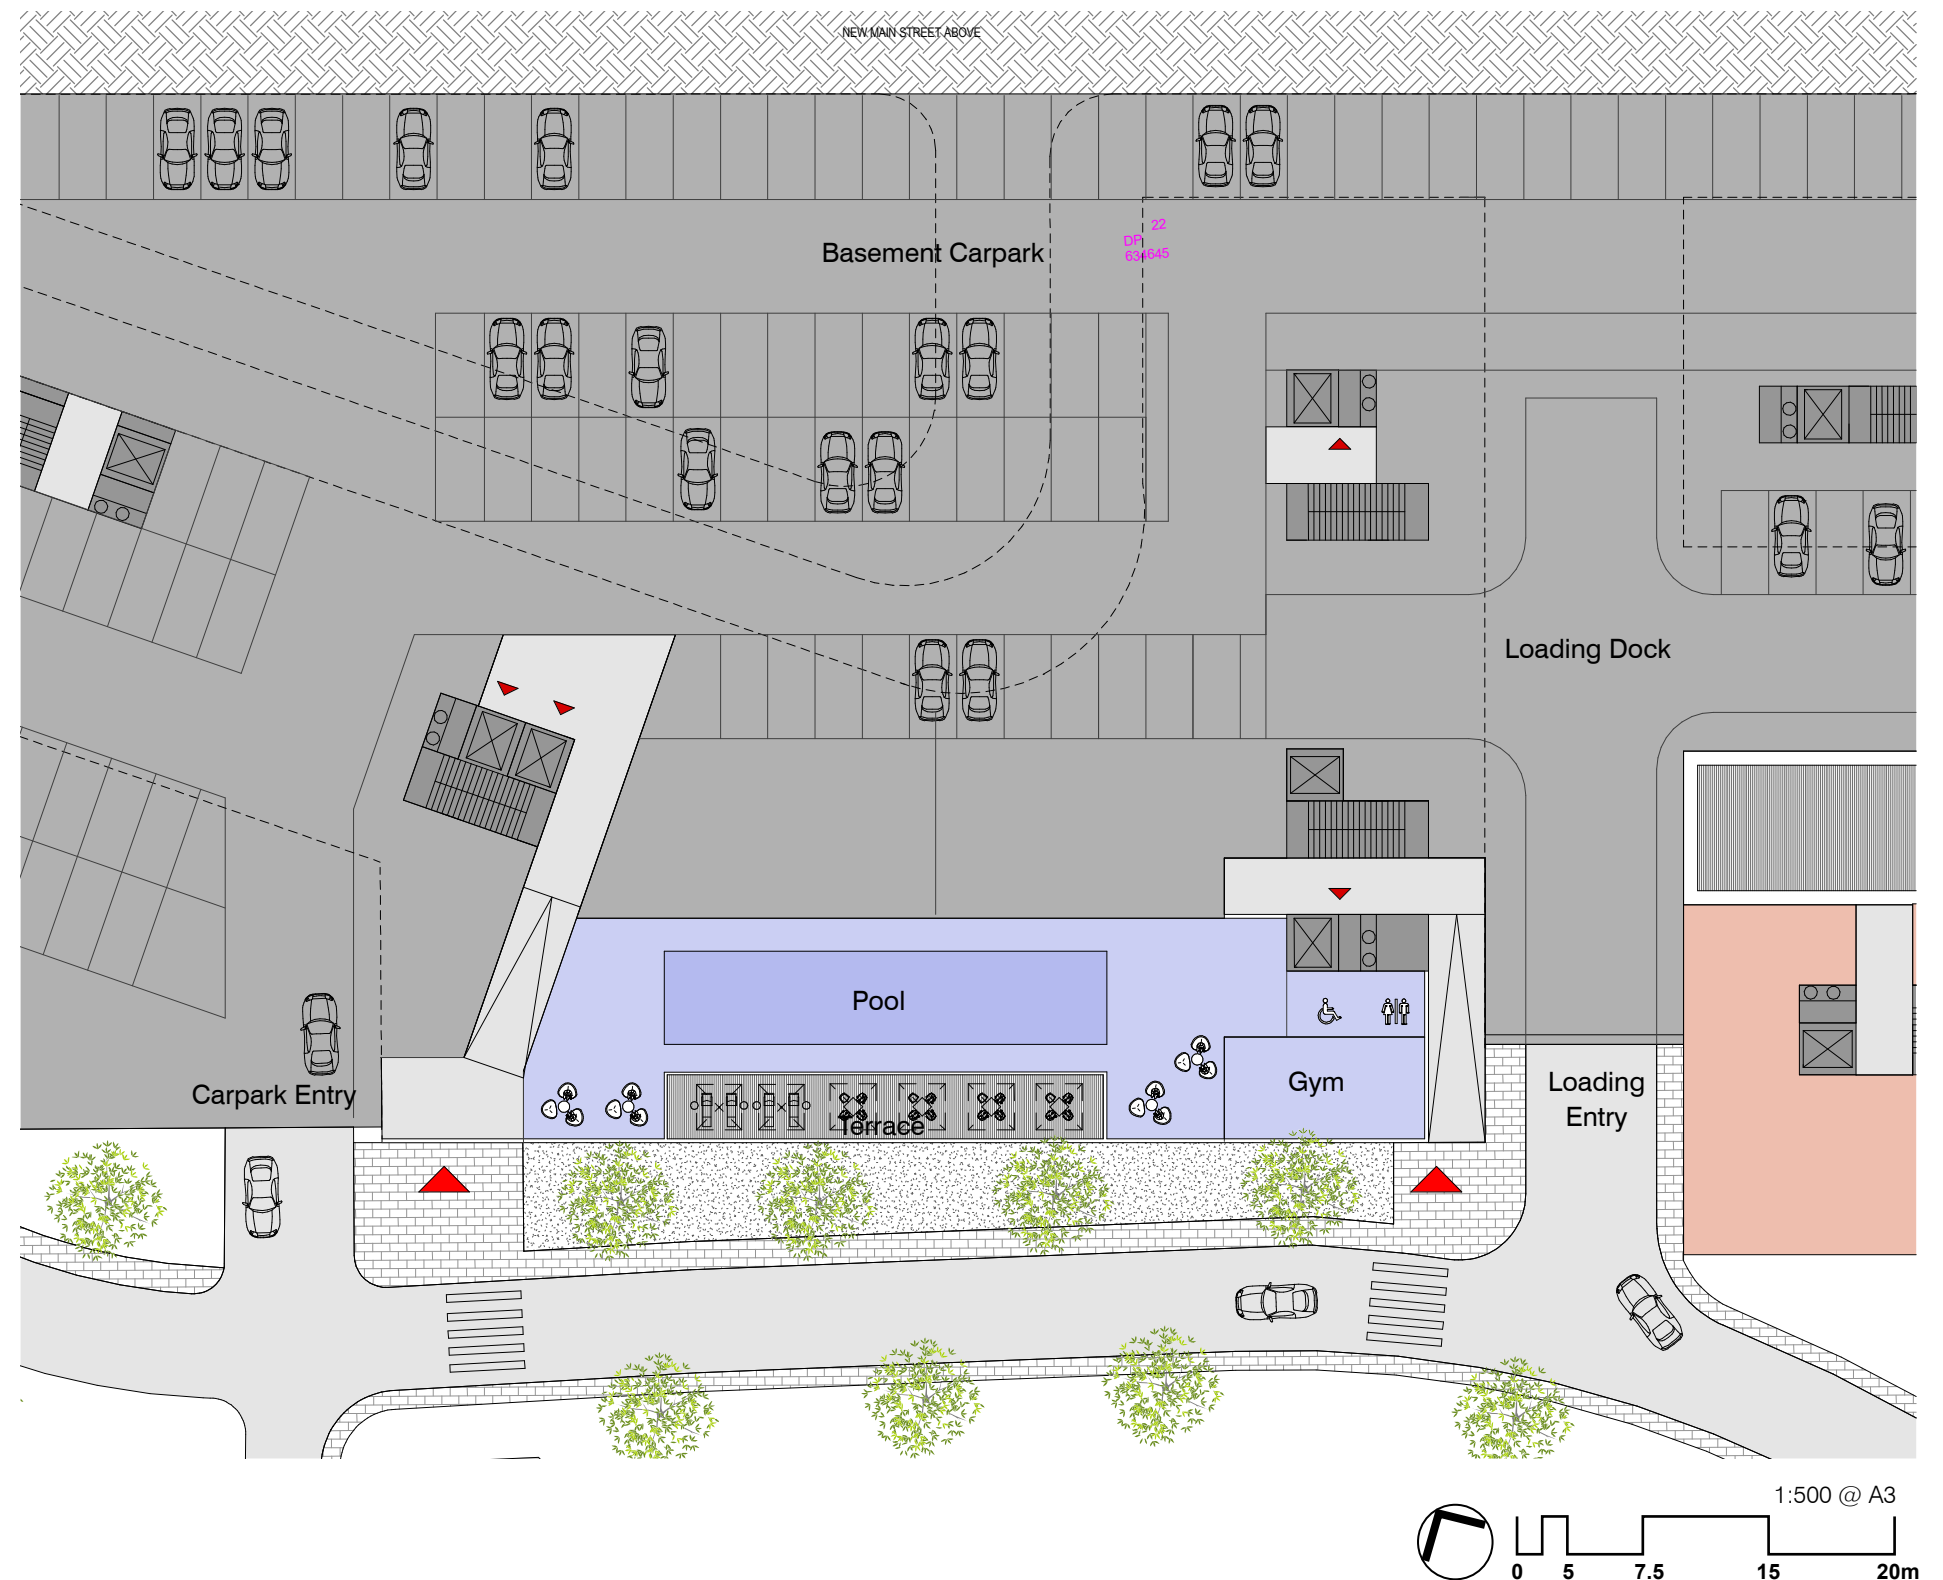 NEW MAIN STREET ABOVE
Basement Carpark
22
DP
634645
Loading Dock
Pool
Carpark Entry
Gym
Terrace
Loading
Entry
1:500 @ A3
0 5 7.5 15 20m